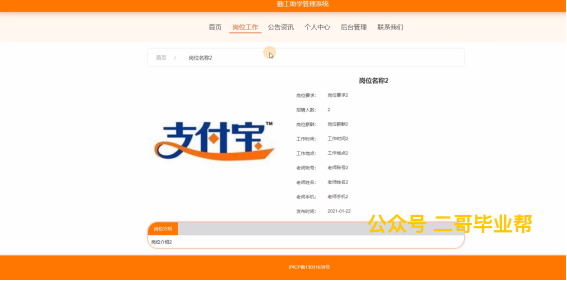 勤工助学管理系统
首页 岗位工作 公告资讯 个人中心 后台管理 联系我们
首页 / 岗位名称2
岗位名称2
岗位要求: 岗位要求2
招聘人数: 2
岗位薪酬: 岗位薪酬2
工作时间: 工作时间2
工作地点: 工作地点2
老师账号: 老师账号2
老师姓名: 老师姓名2
老师手机: 老师手机2
发布时间: 2021-01-22
支付宝™
公众号 二哥毕业帮
岗位介绍
岗位介绍2